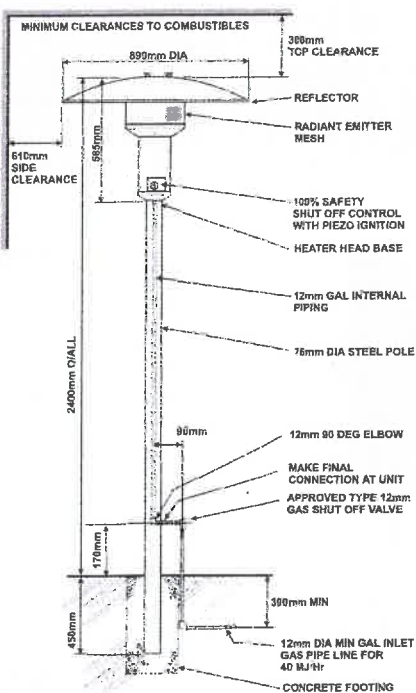 MINIMUM CLEARANCES TO COMBUSTIBLES
300mm
TOP CLEARANCE
890mm DIA
REFLECTOR
RADIANT EMITTER
MESH
685mm
610mm
SIDE
CLEARANCE
100% SAFETY
SHUT OFF CONTROL
WITH PIEZO IGNITION
HEATER HEAD BASE
12mm GAL INTERNAL
PIPING
76mm DIA STEEL POLE
2400mm O/ALL
90mm
12mm 90 DEG ELBOW
MAKE FINAL
CONNECTION AT UNIT
APPROVED TYPE 12mm
GAS SHUT OFF VALVE
170mm
300mm MIN
450mm
12mm DIA MIN GAL INLET
GAS PIPE LINE FOR
40 MJ/Hr
CONCRETE FOOTING